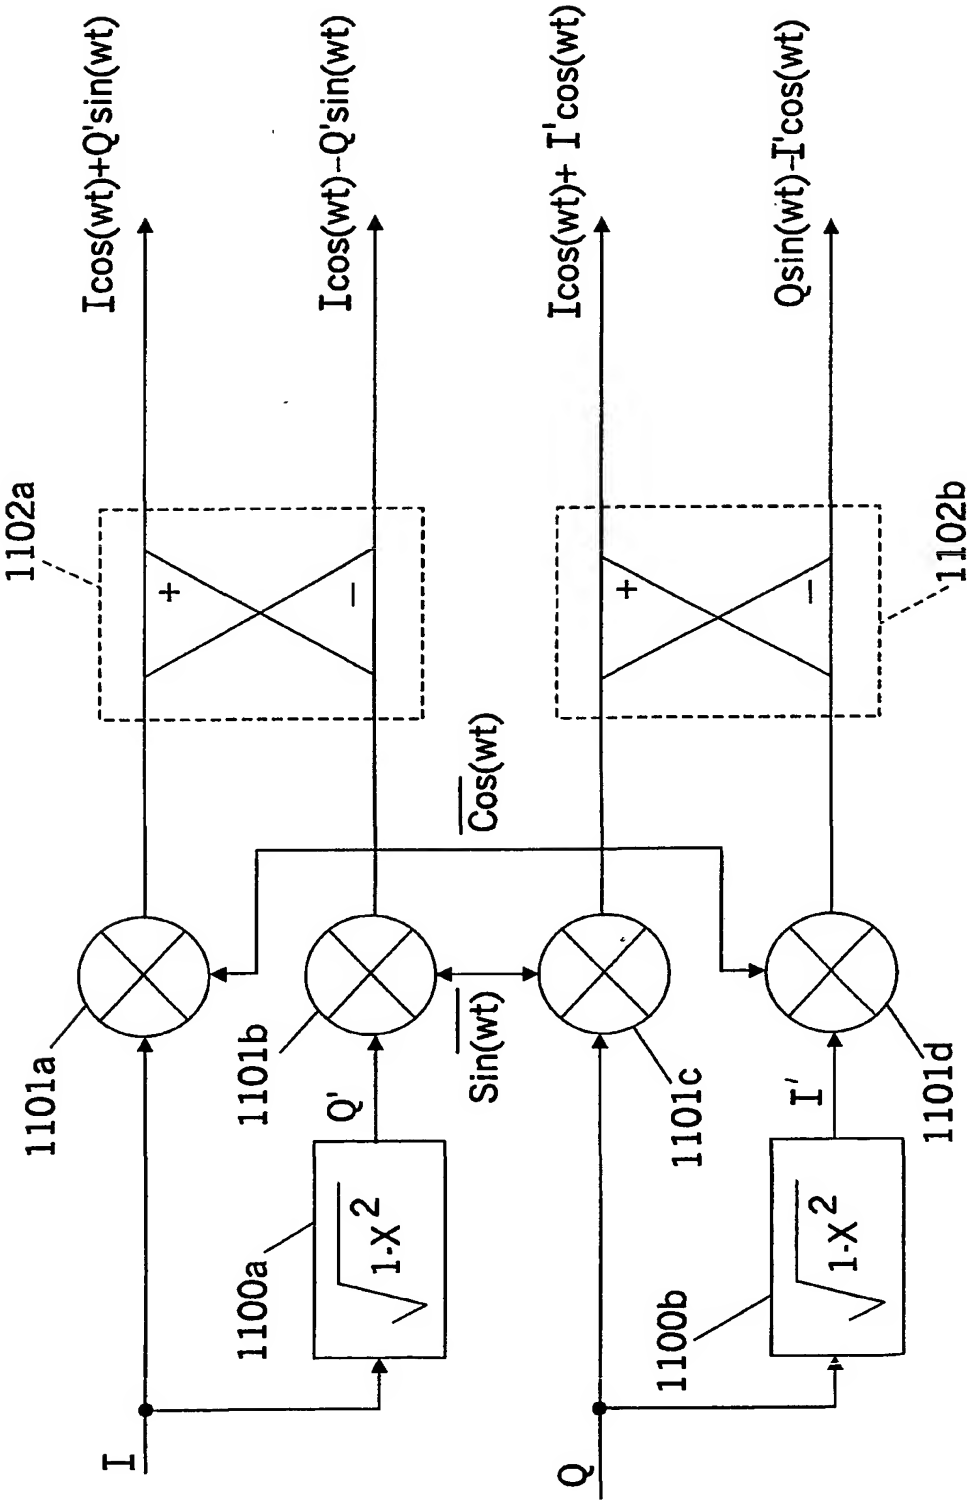 1102a
Icos(wt)+Q'sin(wt)
1101a
I
Icos(wt)-Q'sin(wt)
+
−
1101b
Q'
1100a
√1-X²
Cos(wt)
Sin(wt)
Icos(wt)+ I'cos(wt)
+
−
1101c
Q
Qsin(wt)-I'cos(wt)
I'
1100b
√1-X²
1101d
1102b